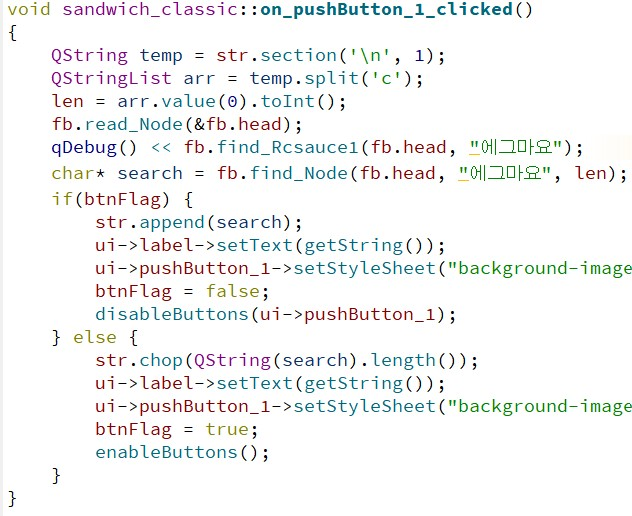 void sandwich_classic::on_pushButton_1_clicked()
{
    QString temp = str.section('\n', 1);
    QStringList arr = temp.split('c');
    len = arr.value(0).toInt();
    fb.read_Node(&fb.head);
    qDebug() << fb.find_Rcsauce1(fb.head, "에그마요");
    char* search = fb.find_Node(fb.head, "에그마요", len);
    if(btnFlag) {
        str.append(search);
        ui->label->setText(getString());
        ui->pushButton_1->setStyleSheet("background-image
        btnFlag = false;
        disableButtons(ui->pushButton_1);
    } else {
        str.chop(QString(search).length());
        ui->label->setText(getString());
        ui->pushButton_1->setStyleSheet("background-image
        btnFlag = true;
        enableButtons();
    }
}